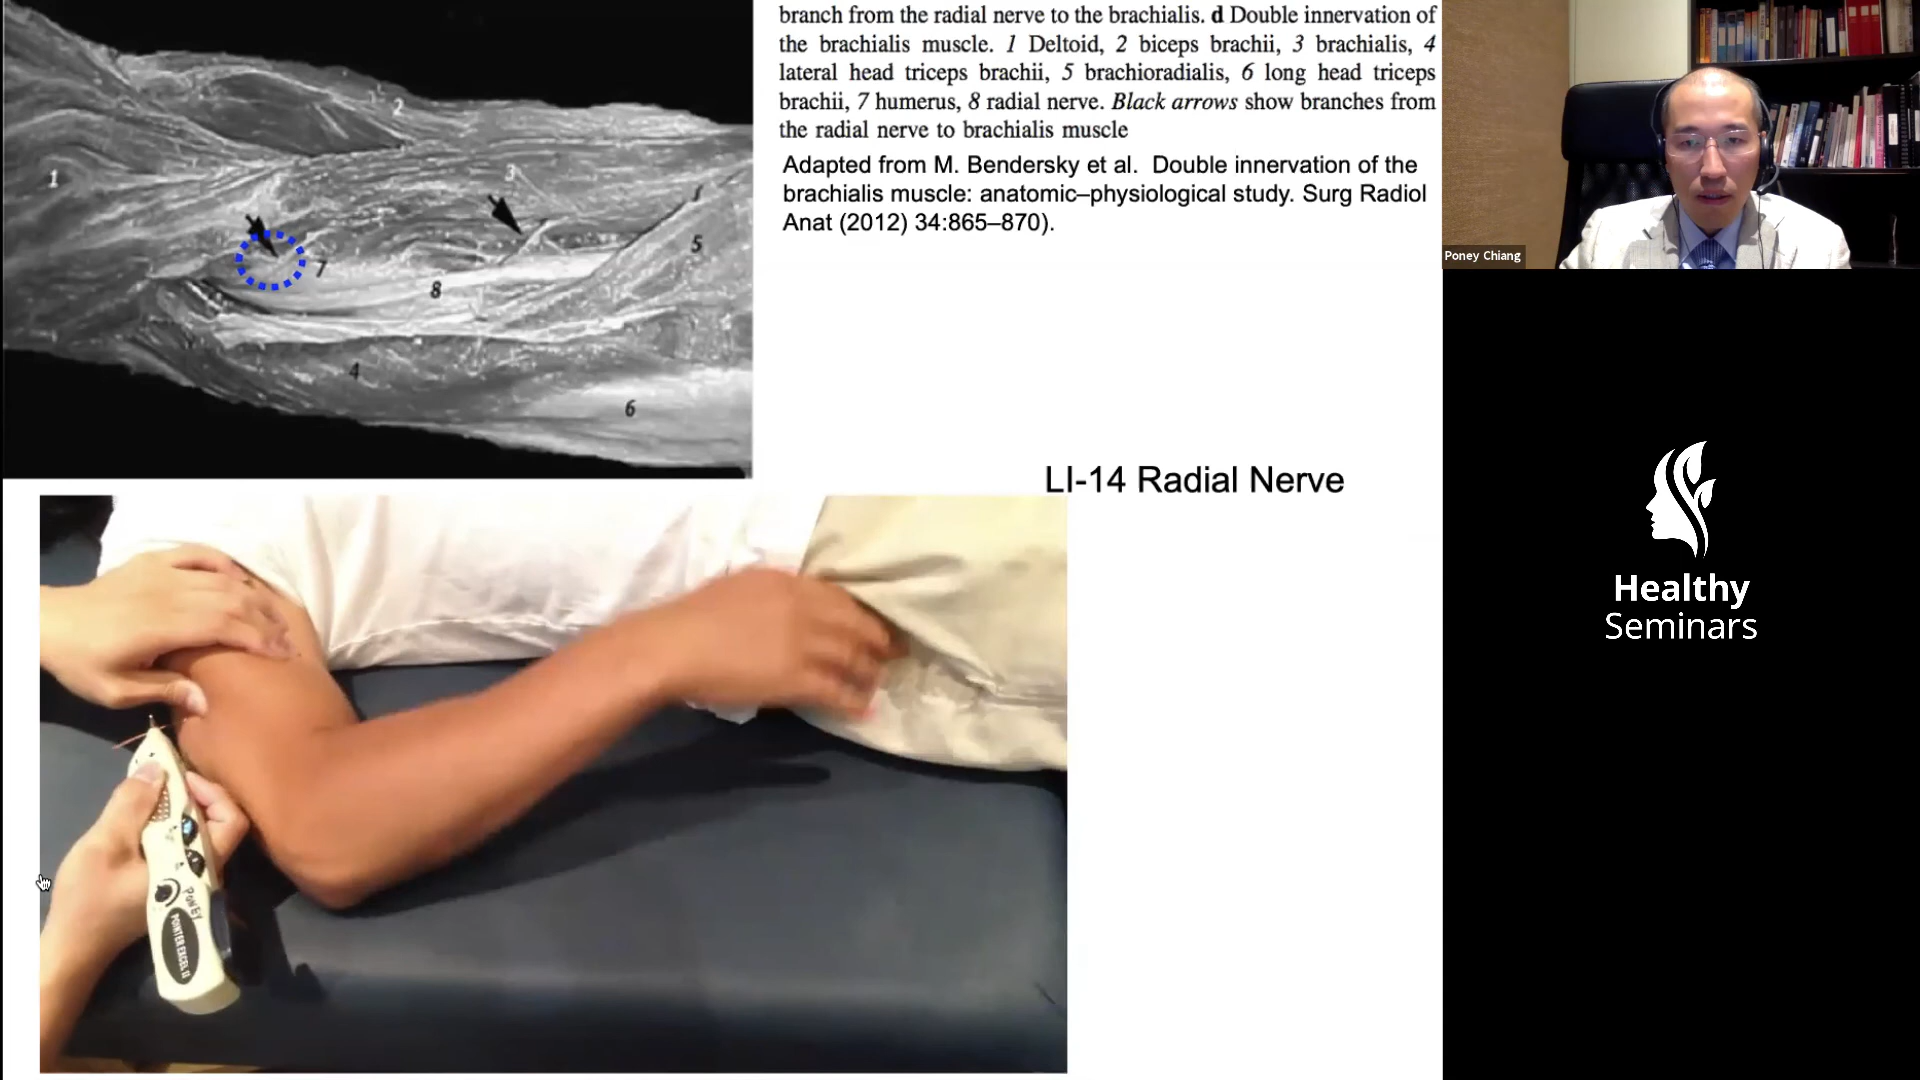 branch from the radial nerve to the brachialis. d Double innervation of
the brachialis muscle. 1 Deltoid, 2 biceps brachii, 3 brachialis, 4
lateral head triceps brachii, 5 brachioradialis, 6 long head triceps
brachii, 7 humerus, 8 radial nerve. Black arrows show branches from
the radial nerve to brachialis muscle
Adapted from M. Bendersky et al. Double innervation of the
brachialis muscle: anatomic–physiological study. Surg Radiol
Anat (2012) 34:865–870).
Poney Chiang
1
2
3
5
7
8
4
6
LI-14 Radial Nerve
Healthy
Seminars
PONEY
POINTER EXCEL II